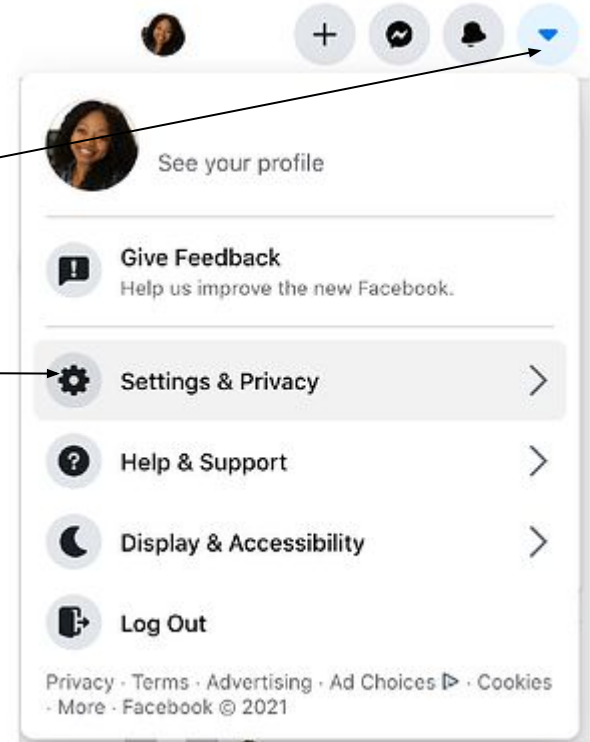 See your profile
Give Feedback
Help us improve the new Facebook.
Settings & Privacy
Help & Support
Display & Accessibility
Log Out
Privacy · Terms · Advertising · Ad Choices · Cookies
· More · Facebook © 2021